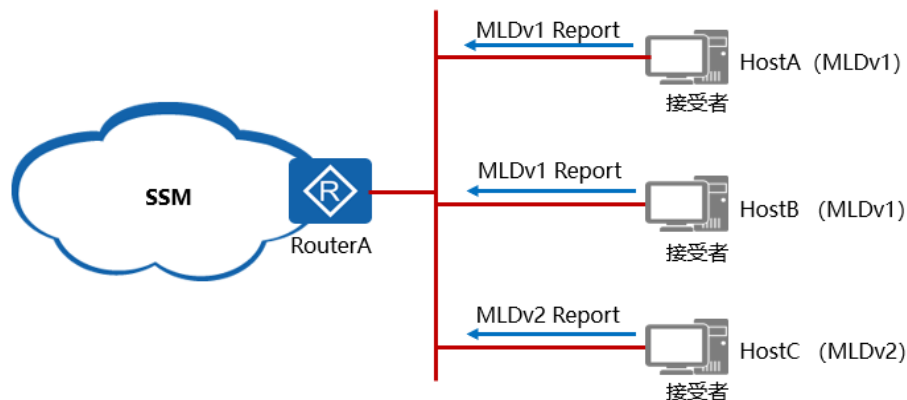 MLDv1 Report
HostA (MLDv1)
接受者
SSM
R
RouterA
MLDv1 Report
HostB (MLDv1)
接受者
MLDv2 Report
HostC (MLDv2)
接受者